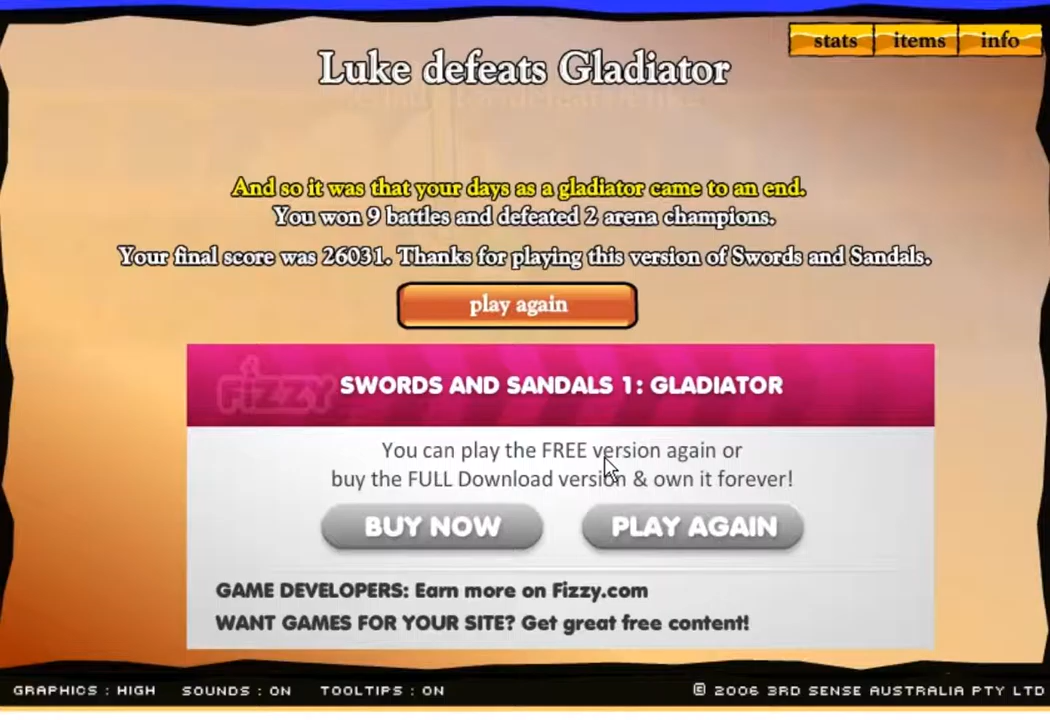 stats items info
Luke defeats Gladiator
And so it was that your days as a gladiator came to an end.
You won 9 battles and defeated 2 arena champions.
Your final score was 26031. Thanks for playing this version of Swords and Sandals.
play again
FIZZY SWORDS AND SANDALS 1: GLADIATOR
You can play the FREE version again or
buy the FULL Download version & own it forever!
BUY NOW PLAY AGAIN
GAME DEVELOPERS: Earn more on Fizzy.com
WANT GAMES FOR YOUR SITE? Get great free content!
GRAPHICS : HIGH SOUNDS : ON TOOLTIPS : ON © 2006 3RD SENSE AUSTRALIA PTY LTD